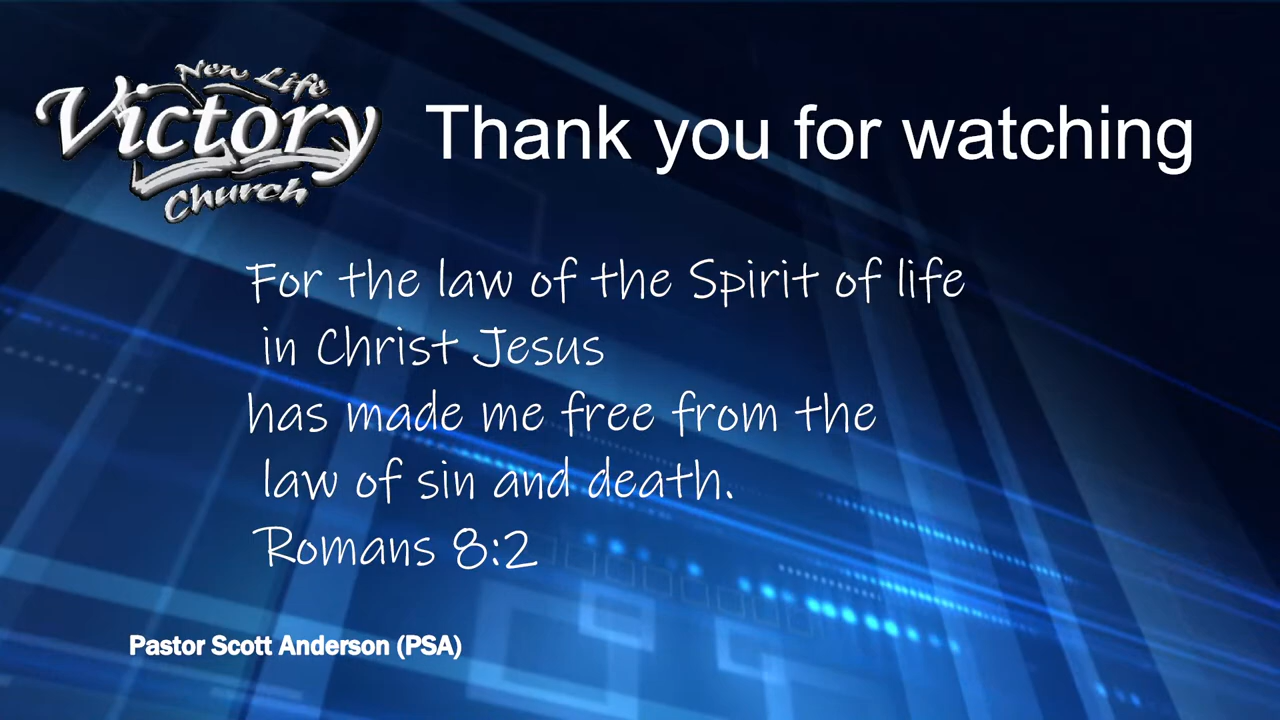 New Life
Victory
Church
Thank you for watching
For the law of the Spirit of life
in Christ Jesus
has made me free from the
law of sin and death.
Romans 8:2
Pastor Scott Anderson (PSA)